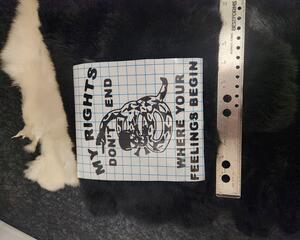 MY RIGHTS
DON'T END
WHERE YOUR
FEELINGS BEGIN